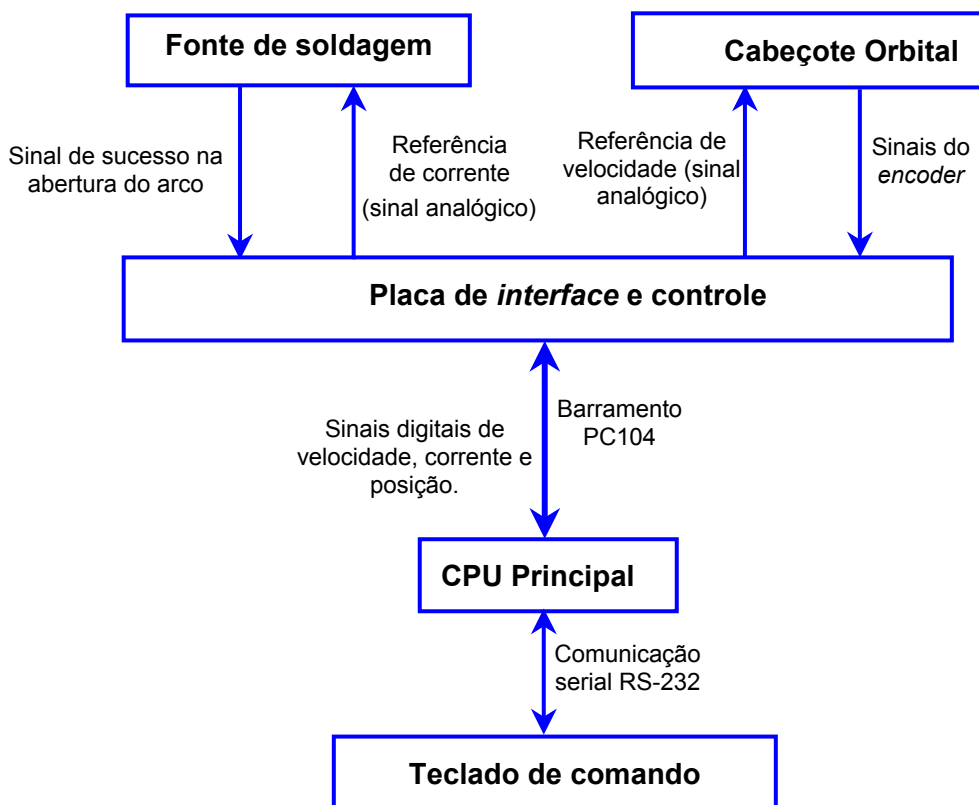 Fonte de soldagem
Cabeçote Orbital
Sinal de sucesso na
abertura do arco
Referência
de corrente
(sinal analógico)
Referência de
velocidade (sinal
analógico)
Sinais do
encoder
Placa de interface e controle
Sinais digitais de
velocidade, corrente e
posição.
Barramento
PC104
CPU Principal
Comunicação
serial RS-232
Teclado de comando